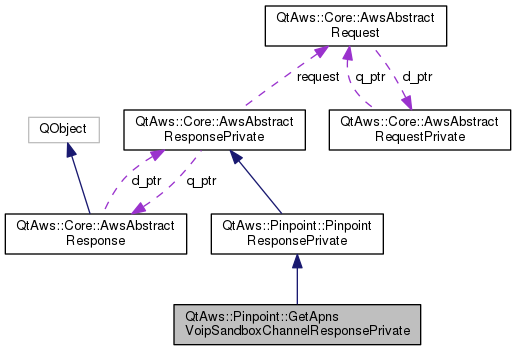 QtAws::Core::AwsAbstract
Request
request
q_ptr
d_ptr
QObject
QtAws::Core::AwsAbstract
ResponsePrivate
QtAws::Core::AwsAbstract
RequestPrivate
d_ptr
q_ptr
QtAws::Core::AwsAbstract
Response
QtAws::Pinpoint::Pinpoint
ResponsePrivate
QtAws::Pinpoint::GetApns
VoipSandboxChannelResponsePrivate